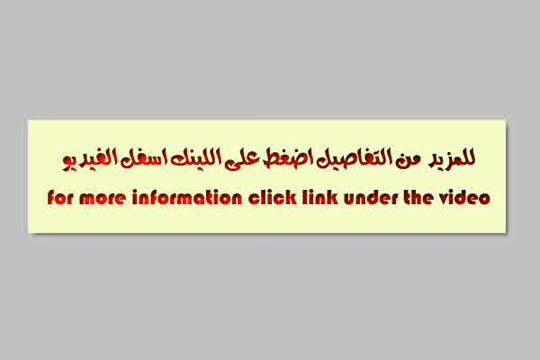 للمزيد من التفاصيل اضغط على اللينك اسفل الفيديو
for more information click link under the video